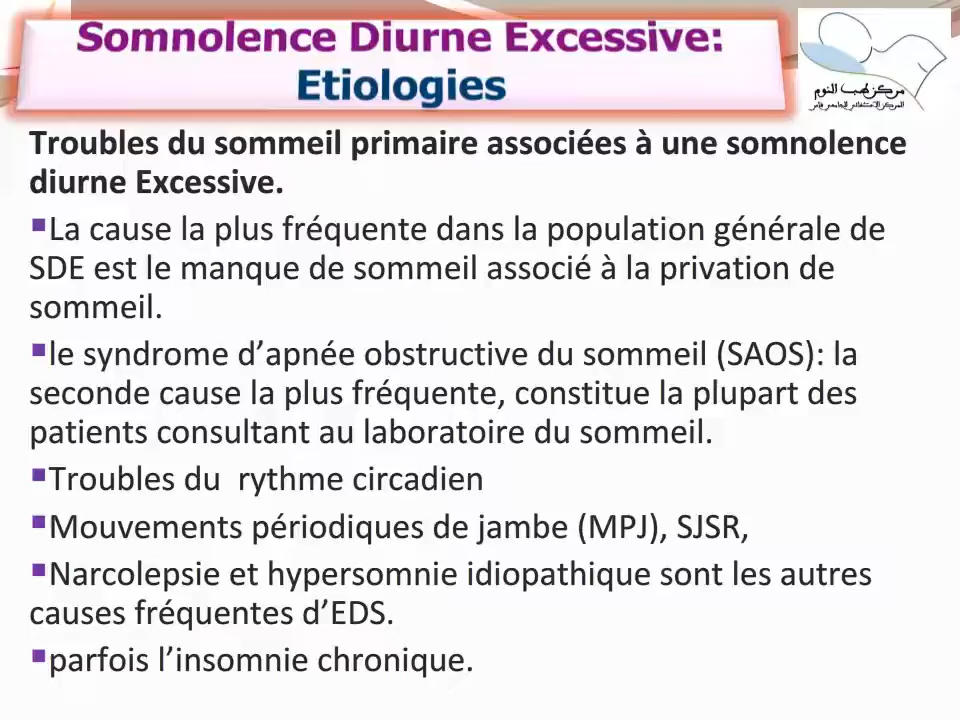 Somnolence Diurne Excessive:
Etiologies
مركز طب النوم
المركز الاستشفائي الجامعي فاس
Troubles du sommeil primaire associées à une somnolence
diurne Excessive.
▪La cause la plus fréquente dans la population générale de
SDE est le manque de sommeil associé à la privation de
sommeil.
▪le syndrome d’apnée obstructive du sommeil (SAOS): la
seconde cause la plus fréquente, constitue la plupart des
patients consultant au laboratoire du sommeil.
▪Troubles du  rythme circadien
▪Mouvements périodiques de jambe (MPJ), SJSR,
▪Narcolepsie et hypersomnie idiopathique sont les autres
causes fréquentes d’EDS.
▪parfois l’insomnie chronique.